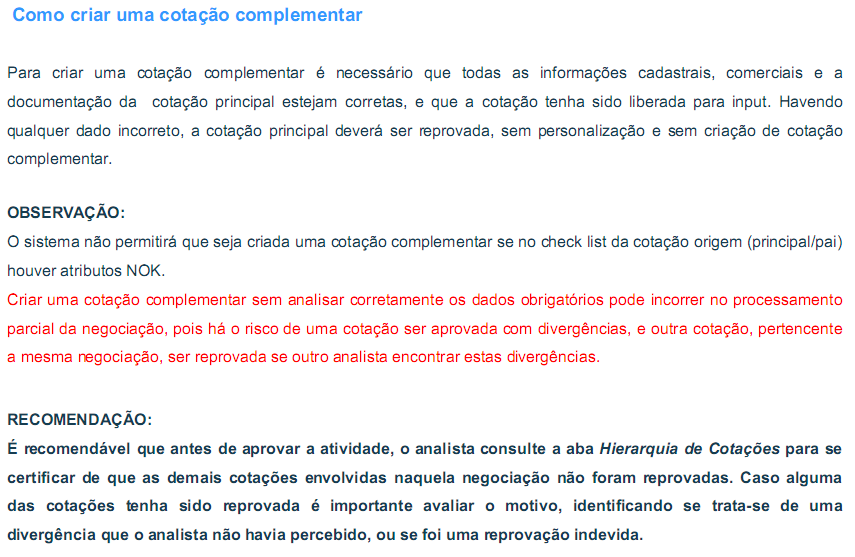 Como criar uma cotação complementar
Para criar uma cotação complementar é necessário que todas as informações cadastrais, comerciais e a
documentação da cotação principal estejam corretas, e que a cotação tenha sido liberada para input. Havendo
qualquer dado incorreto, a cotação principal deverá ser reprovada, sem personalização e sem criação de cotação
complementar.
OBSERVAÇÃO:
O sistema não permitirá que seja criada uma cotação complementar se no check list da cotação origem (principal/pai)
houver atributos NOK.
Criar uma cotação complementar sem analisar corretamente os dados obrigatórios pode incorrer no processamento
parcial da negociação, pois há o risco de uma cotação ser aprovada com divergências, e outra cotação, pertencente
a mesma negociação, ser reprovada se outro analista encontrar estas divergências.
RECOMENDAÇÃO:
É recomendável que antes de aprovar a atividade, o analista consulte a aba Hierarquia de Cotações para se
certificar de que as demais cotações envolvidas naquela negociação não foram reprovadas. Caso alguma
das cotações tenha sido reprovada é importante avaliar o motivo, identificando se trata-se de uma
divergência que o analista não havia percebido, ou se foi uma reprovação indevida.